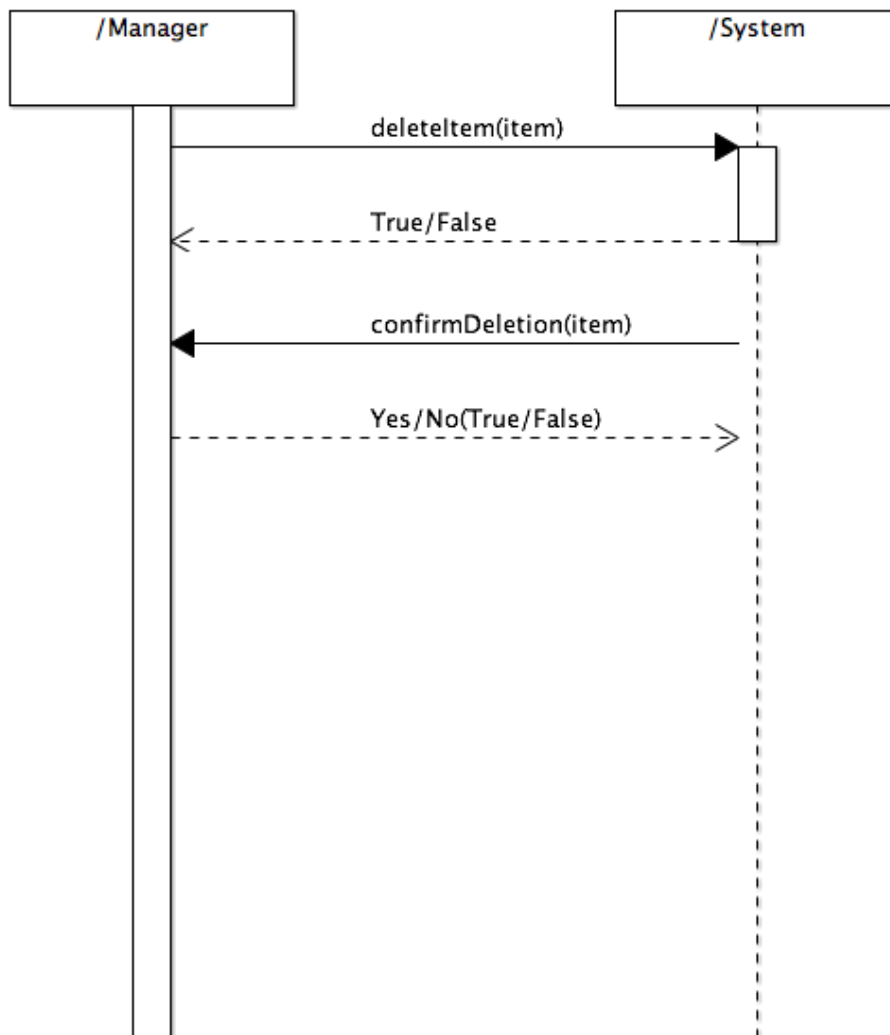 /Manager
/System
deleteItem(item)
True/False
confirmDeletion(item)
Yes/No(True/False)